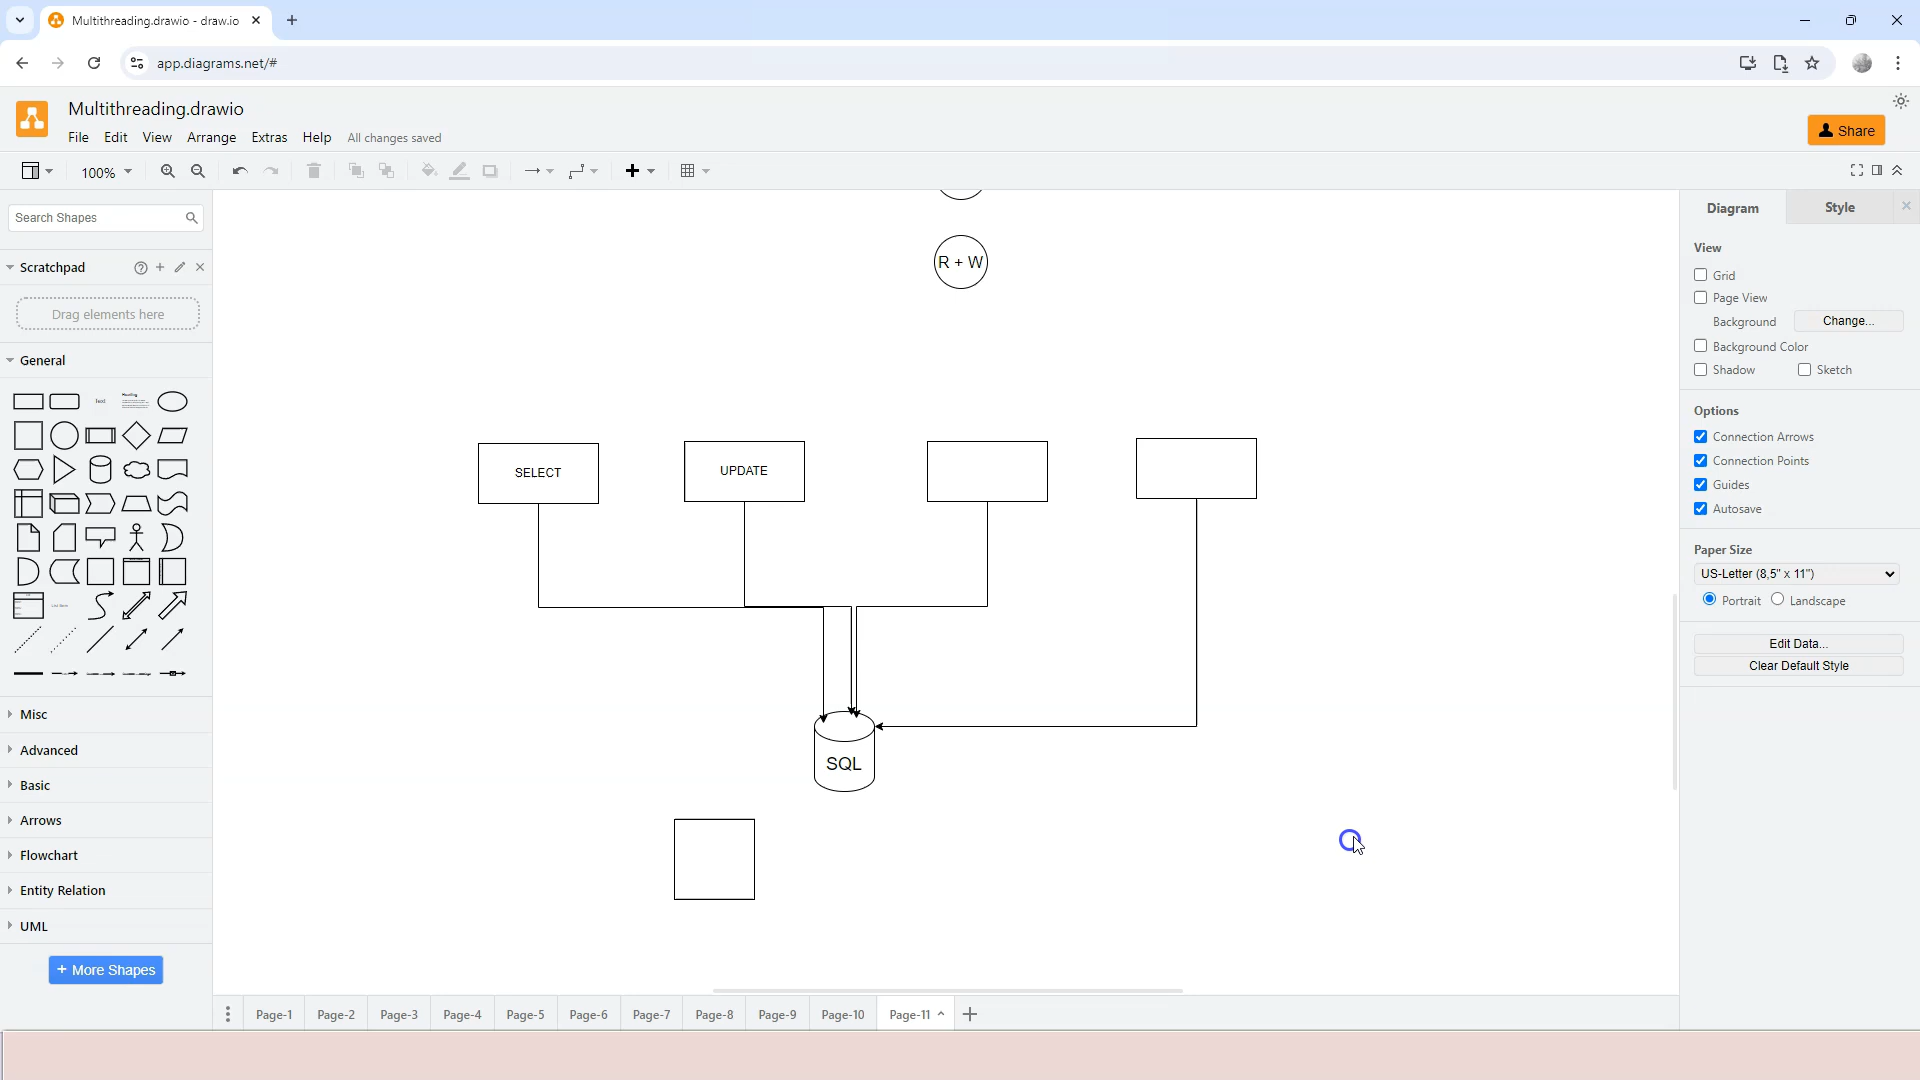 Multithreading.drawio - draw.io
app.diagrams.net/#
Multithreading.drawio
File Edit View Arrange Extras Help All changes saved
Share
100%
Search Shapes
Scratchpad
Drag elements here
General
Text
Heading
Misc
Advanced
Basic
Arrows
Flowchart
Entity Relation
UML
+ More Shapes
R + W
SELECT
UPDATE
SQL
Page-1 Page-2 Page-3 Page-4 Page-5 Page-6 Page-7 Page-8 Page-9 Page-10 Page-11
Diagram Style
View
Grid
Page View
Background Change...
Background Color
Shadow Sketch
Options
Connection Arrows
Connection Points
Guides
Autosave
Paper Size
US-Letter (8,5" x 11")
Portrait Landscape
Edit Data...
Clear Default Style